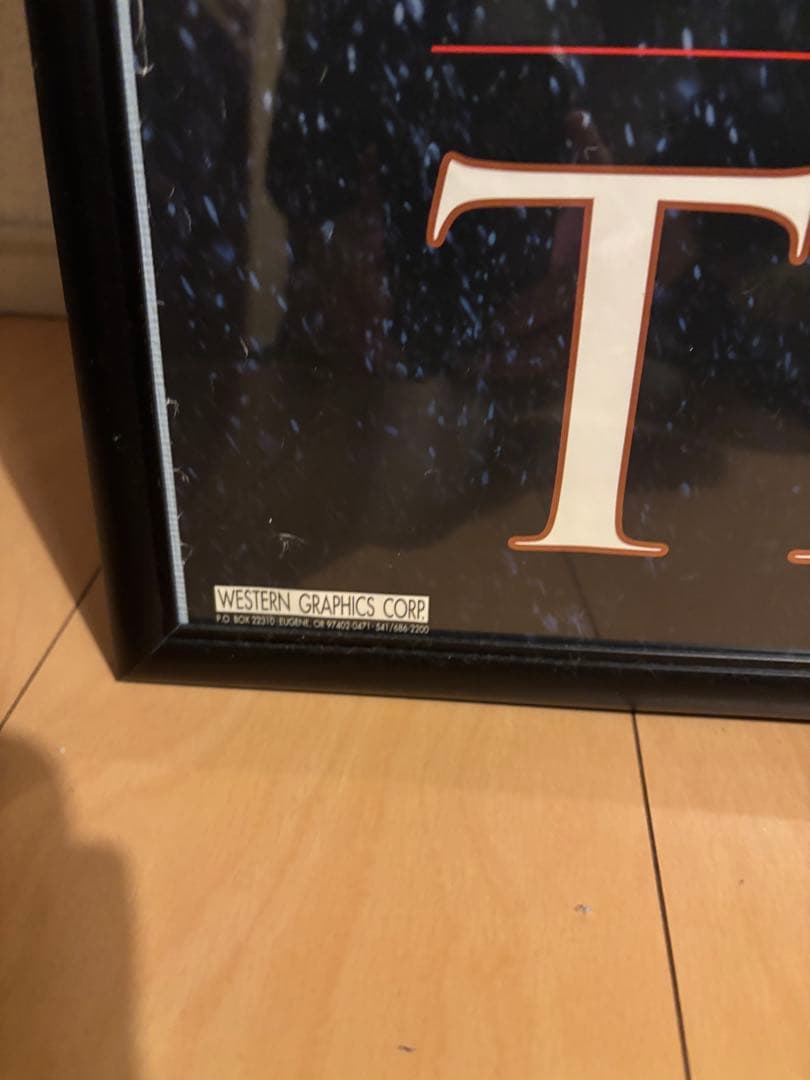 T
WESTERN GRAPHICS CORP.
P.O. BOX 22310 EUGENE, OR 97402-0471 · 541/686-2200